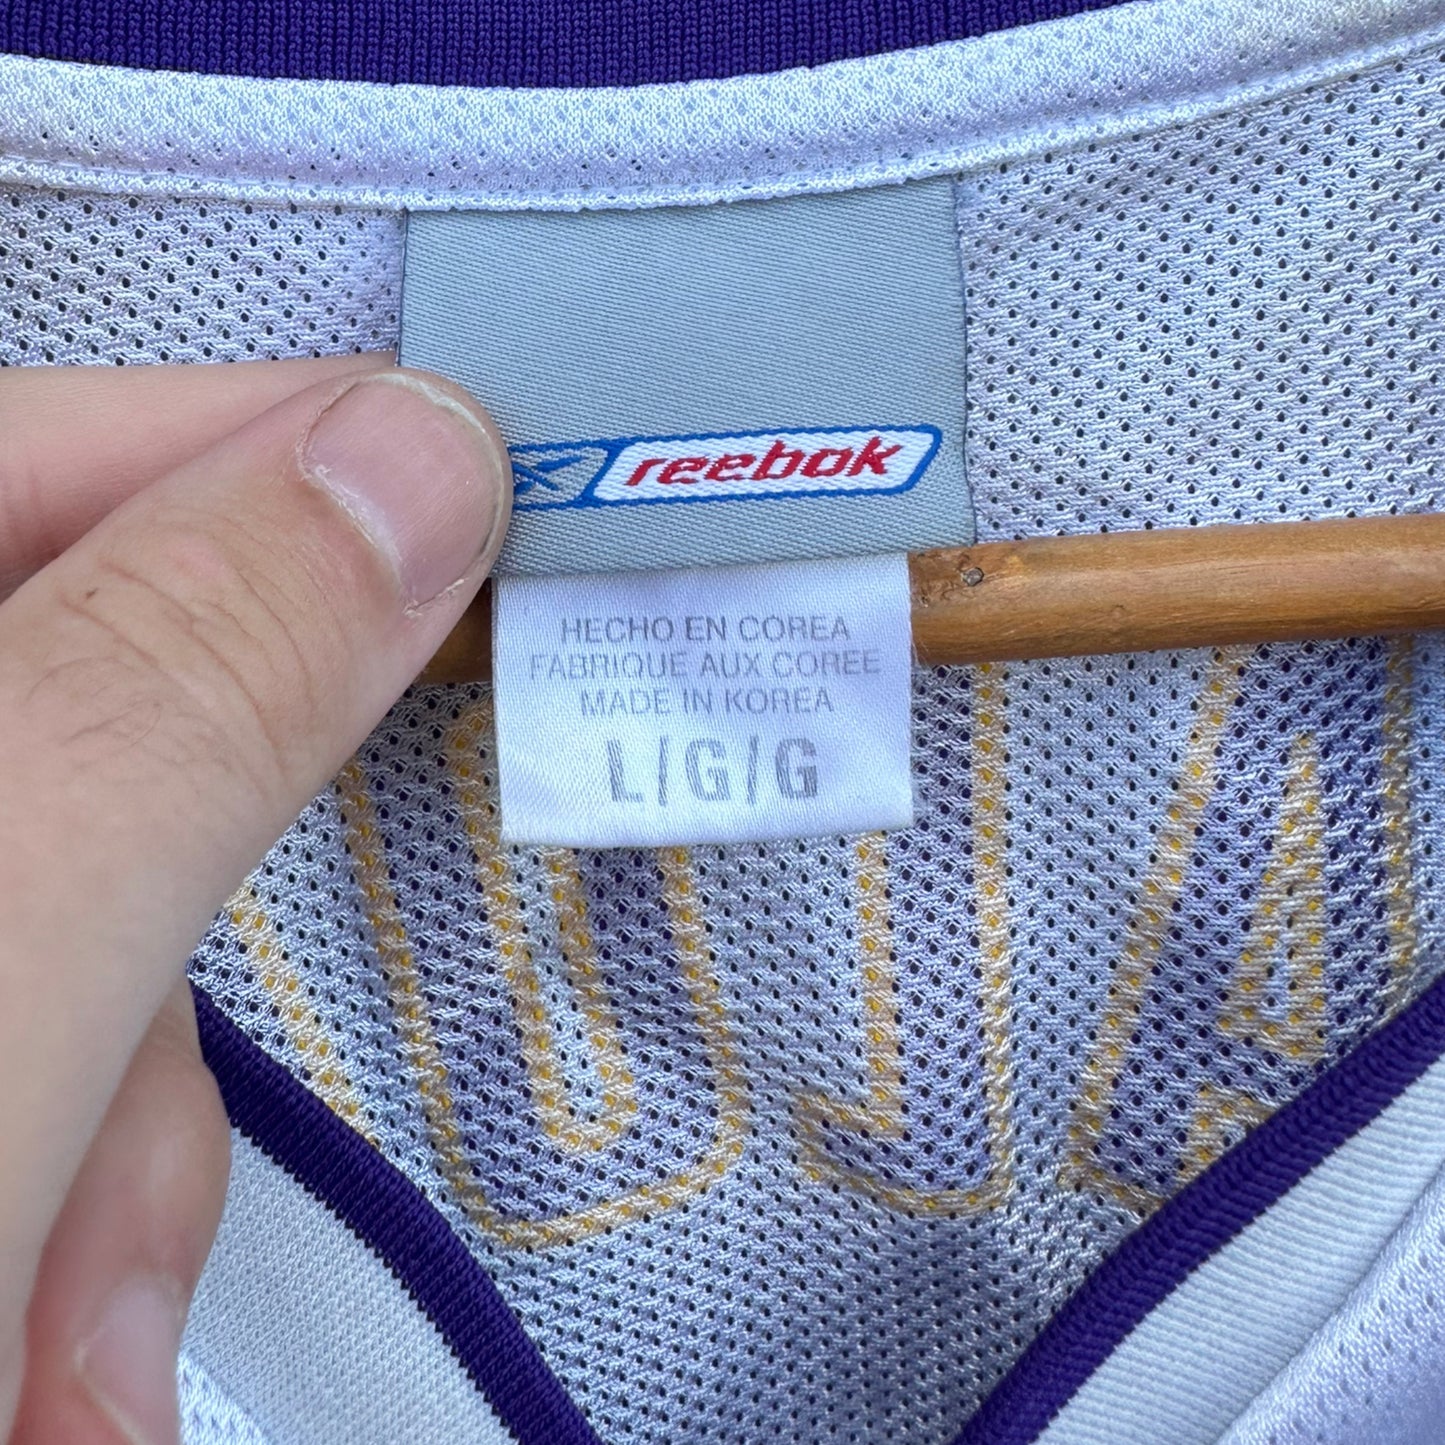 reebok
HECHO EN COREA
FABRIQUE AUX COREE
MADE IN KOREA
L/G/G